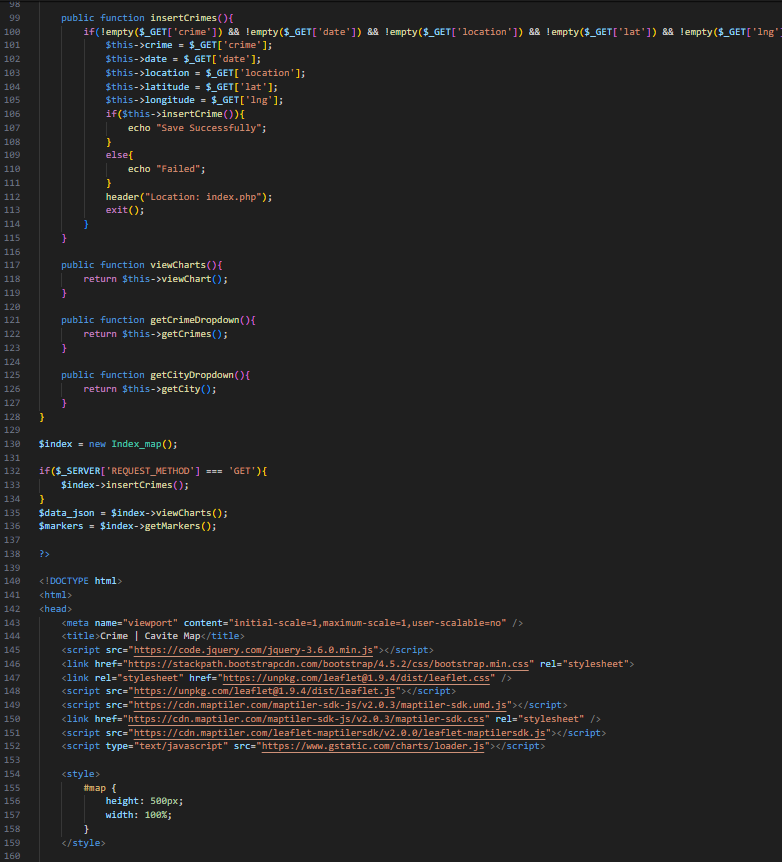 98
99 public function insertCrimes(){
100 if(!empty($_GET['crime']) && !empty($_GET['date']) && !empty($_GET['location']) && !empty($_GET['lat']) && !empty($_GET['lng'
101 $this->crime = $_GET['crime'];
102 $this->date = $_GET['date'];
103 $this->location = $_GET['location'];
104 $this->latitude = $_GET['lat'];
105 $this->longitude = $_GET['lng'];
106 if($this->insertCrime()){
107 echo "Save Successfully";
108 }
109 else{
110 echo "Failed";
111 }
112 header("Location: index.php");
113 exit();
114 }
115 }
116
117 public function viewCharts(){
118 return $this->viewChart();
119 }
120
121 public function getCrimeDropdown(){
122 return $this->getCrimes();
123 }
124
125 public function getCityDropdown(){
126 return $this->getCity();
127 }
128 }
129
130 $index = new Index_map();
131
132 if($_SERVER['REQUEST_METHOD'] === 'GET'){
133 $index->insertCrimes();
134 }
135 $data_json = $index->viewCharts();
136 $markers = $index->getMarkers();
137
138 ?>
139
140 <!DOCTYPE html>
141 <html>
142 <head>
143 <meta name="viewport" content="initial-scale=1,maximum-scale=1,user-scalable=no" />
144 <title>Crime | Cavite Map</title>
145 <script src="https://code.jquery.com/jquery-3.6.0.min.js"></script>
146 <link href="https://stackpath.bootstrapcdn.com/bootstrap/4.5.2/css/bootstrap.min.css" rel="stylesheet">
147 <link rel="stylesheet" href="https://unpkg.com/leaflet@1.9.4/dist/leaflet.css" />
148 <script src="https://unpkg.com/leaflet@1.9.4/dist/leaflet.js"></script>
149 <script src="https://cdn.maptiler.com/maptiler-sdk-js/v2.0.3/maptiler-sdk.umd.js"></script>
150 <link href="https://cdn.maptiler.com/maptiler-sdk-js/v2.0.3/maptiler-sdk.css" rel="stylesheet" />
151 <script src="https://cdn.maptiler.com/leaflet-maptilersdk/v2.0.0/leaflet-maptilersdk.js"></script>
152 <script type="text/javascript" src="https://www.gstatic.com/charts/loader.js"></script>
153
154 <style>
155 #map {
156 height: 500px;
157 width: 100%;
158 }
159 </style>
160